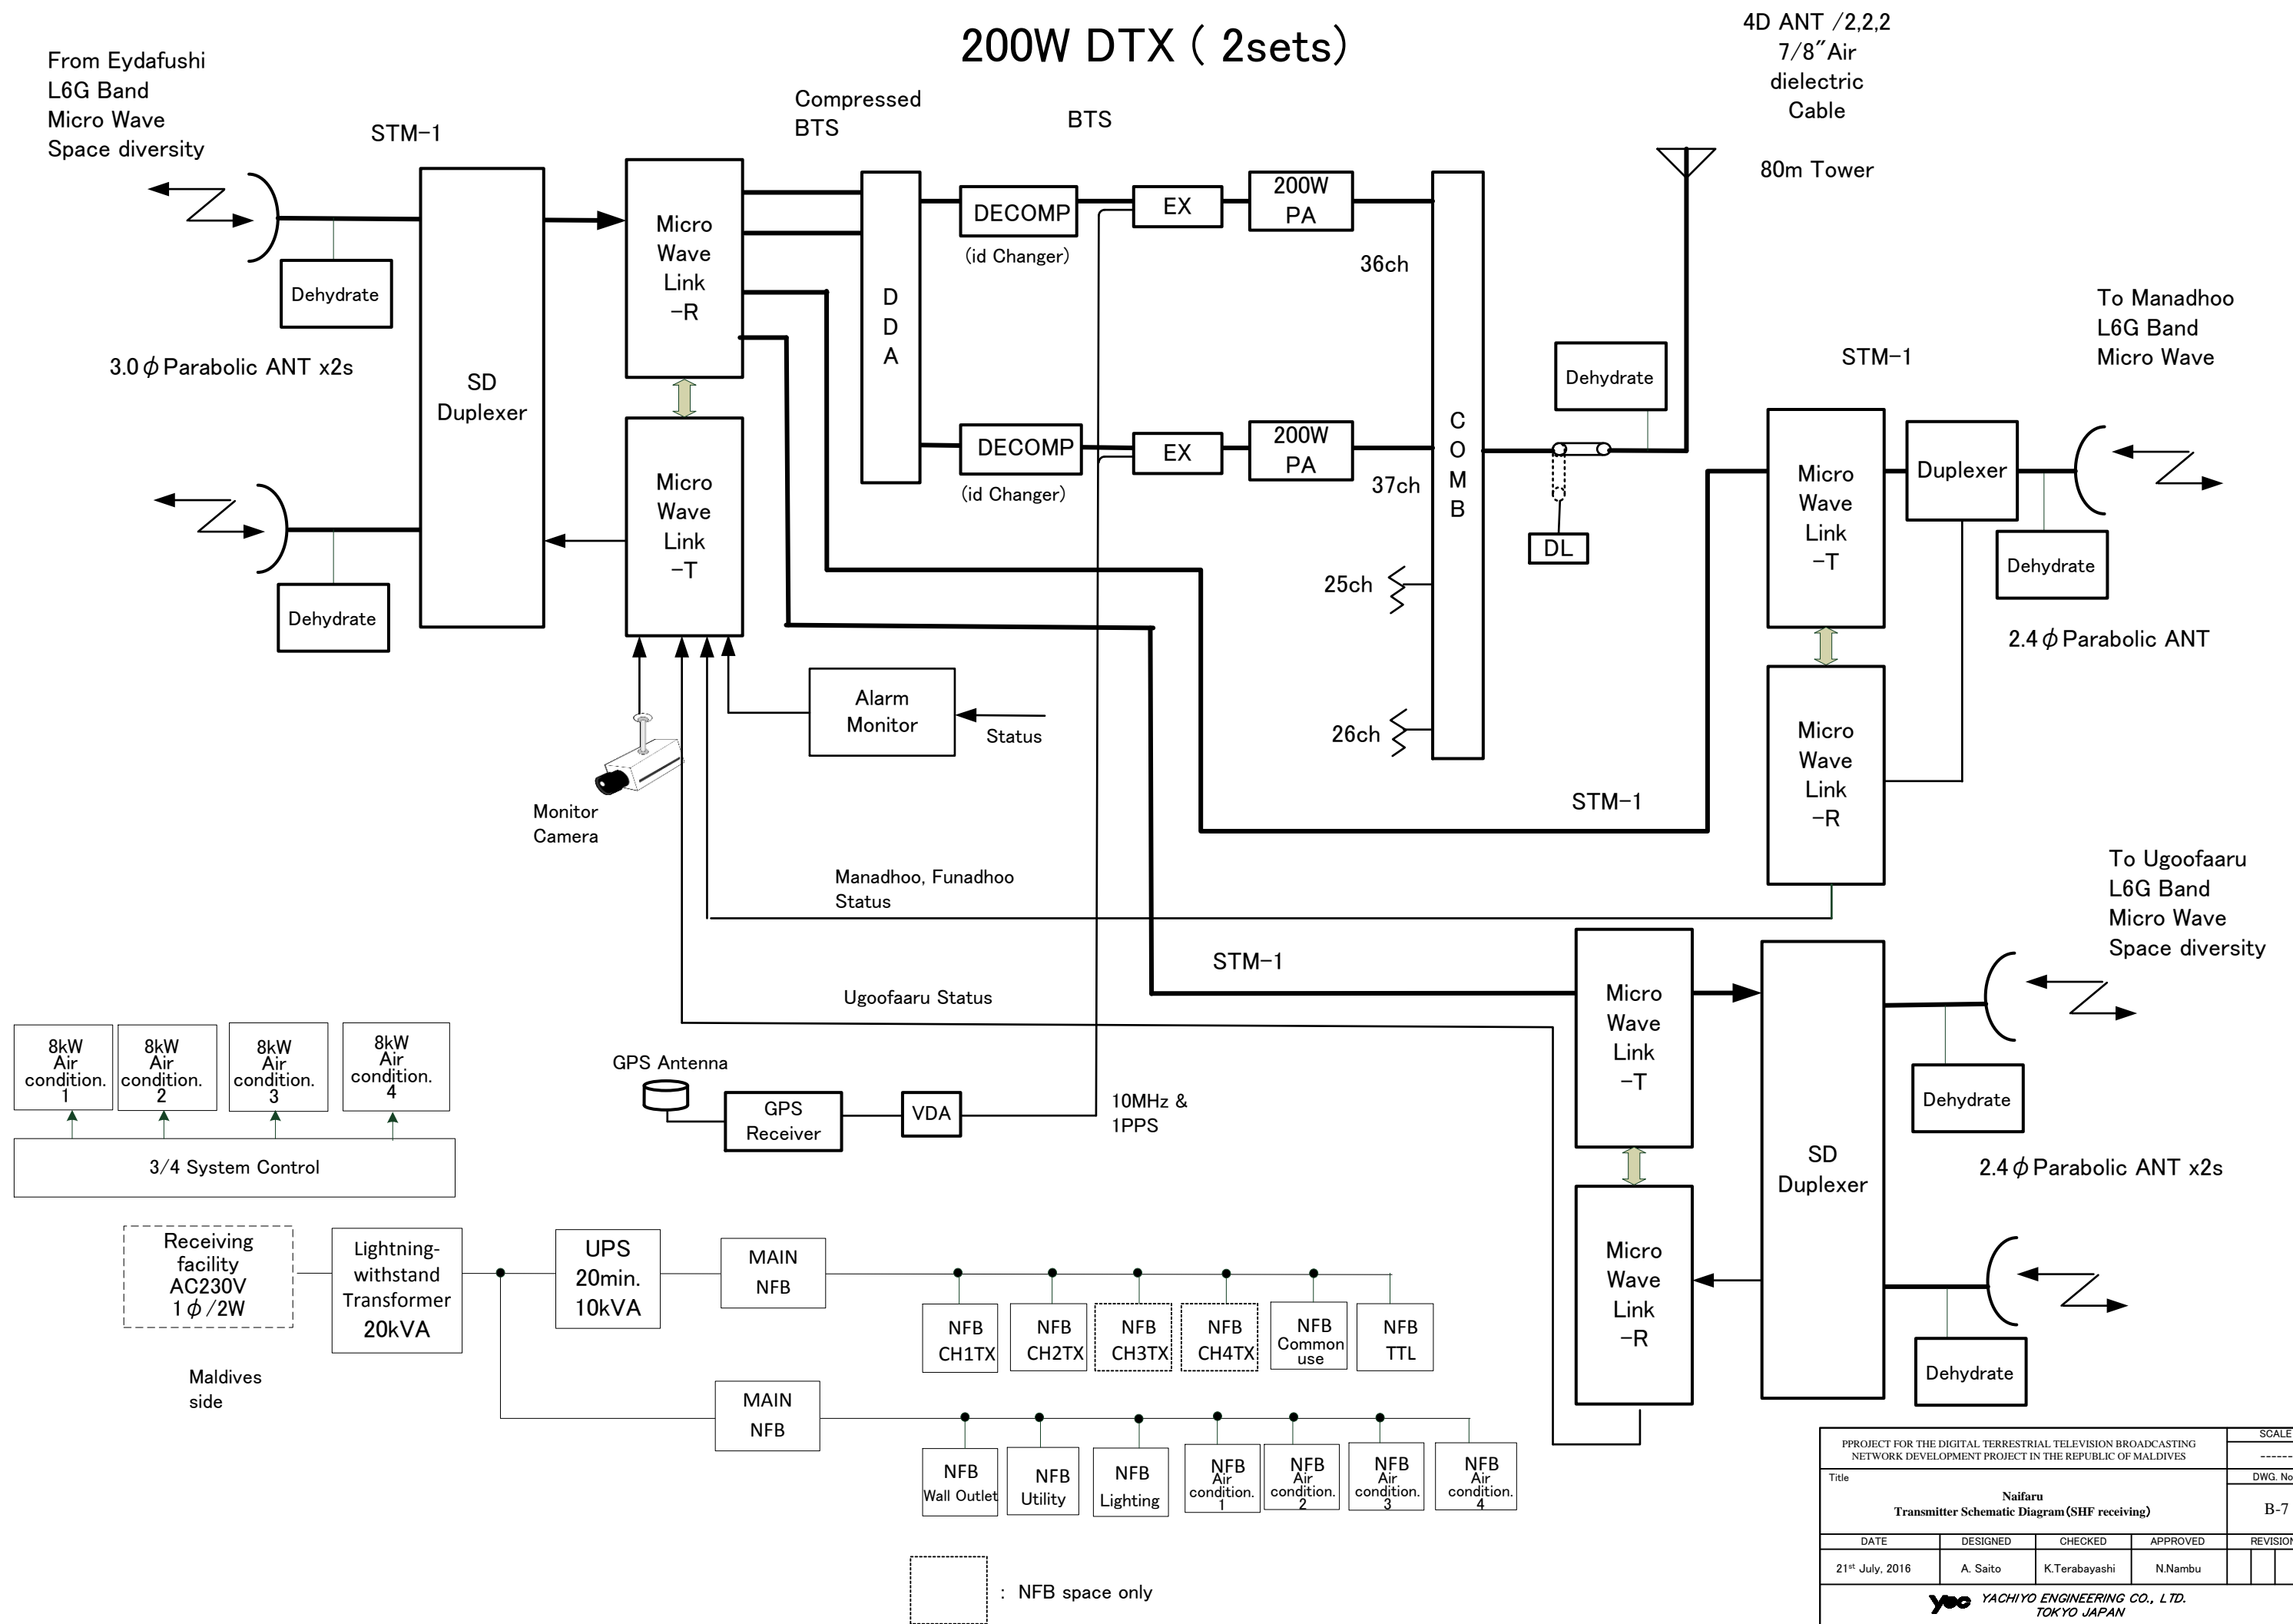 200W DTX ( 2sets)
From Eydafushi
L6G Band
Micro Wave
Space diversity
STM-1
Compressed
BTS
BTS
4D ANT /2,2,2
7/8"Air
dielectric
Cable
80m Tower
Dehydrate
3.0φParabolic ANT x2s
Dehydrate
SD
Duplexer
Micro
Wave
Link
-R
Micro
Wave
Link
-T
D
D
A
DECOMP
(id Changer)
EX
200W
PA
36ch
DECOMP
(id Changer)
EX
200W
PA
37ch
25ch
26ch
C
O
M
B
Dehydrate
DL
To Manadhoo
L6G Band
Micro Wave
STM-1
Micro
Wave
Link
-T
Duplexer
Dehydrate
2.4φParabolic ANT
Micro
Wave
Link
-R
Alarm
Monitor
Status
Monitor
Camera
STM-1
Manadhoo, Funadhoo
Status
To Ugoofaaru
L6G Band
Micro Wave
Space diversity
STM-1
Ugoofaaru Status
Micro
Wave
Link
-T
Micro
Wave
Link
-R
SD
Duplexer
Dehydrate
2.4φParabolic ANT x2s
Dehydrate
GPS Antenna
GPS
Receiver
VDA
10MHz &
1PPS
8kW
Air
condition.
1
8kW
Air
condition.
2
8kW
Air
condition.
3
8kW
Air
condition.
4
3/4 System Control
Receiving
facility
AC230V
1φ/2W
Maldives
side
Lightning-
withstand
Transformer
20kVA
UPS
20min.
10kVA
MAIN
NFB
NFB
CH1TX
NFB
CH2TX
NFB
CH3TX
NFB
CH4TX
NFB
Common
use
NFB
TTL
MAIN
NFB
NFB
Wall Outlet
NFB
Utility
NFB
Lighting
NFB
Air
condition.
1
NFB
Air
condition.
2
NFB
Air
condition.
3
NFB
Air
condition.
4
: NFB space only
PPROJECT FOR THE DIGITAL TERRESTRIAL TELEVISION BROADCASTING
NETWORK DEVELOPMENT PROJECT IN THE REPUBLIC OF MALDIVES
SCALE
------
Title
Naifaru
Transmitter Schematic Diagram(SHF receiving)
DWG. No
B-7
DATE DESIGNED CHECKED APPROVED REVISION
21st July, 2016 A. Saito K.Terabayashi N.Nambu
yec YACHIYO ENGINEERING CO., LTD.
TOKYO JAPAN